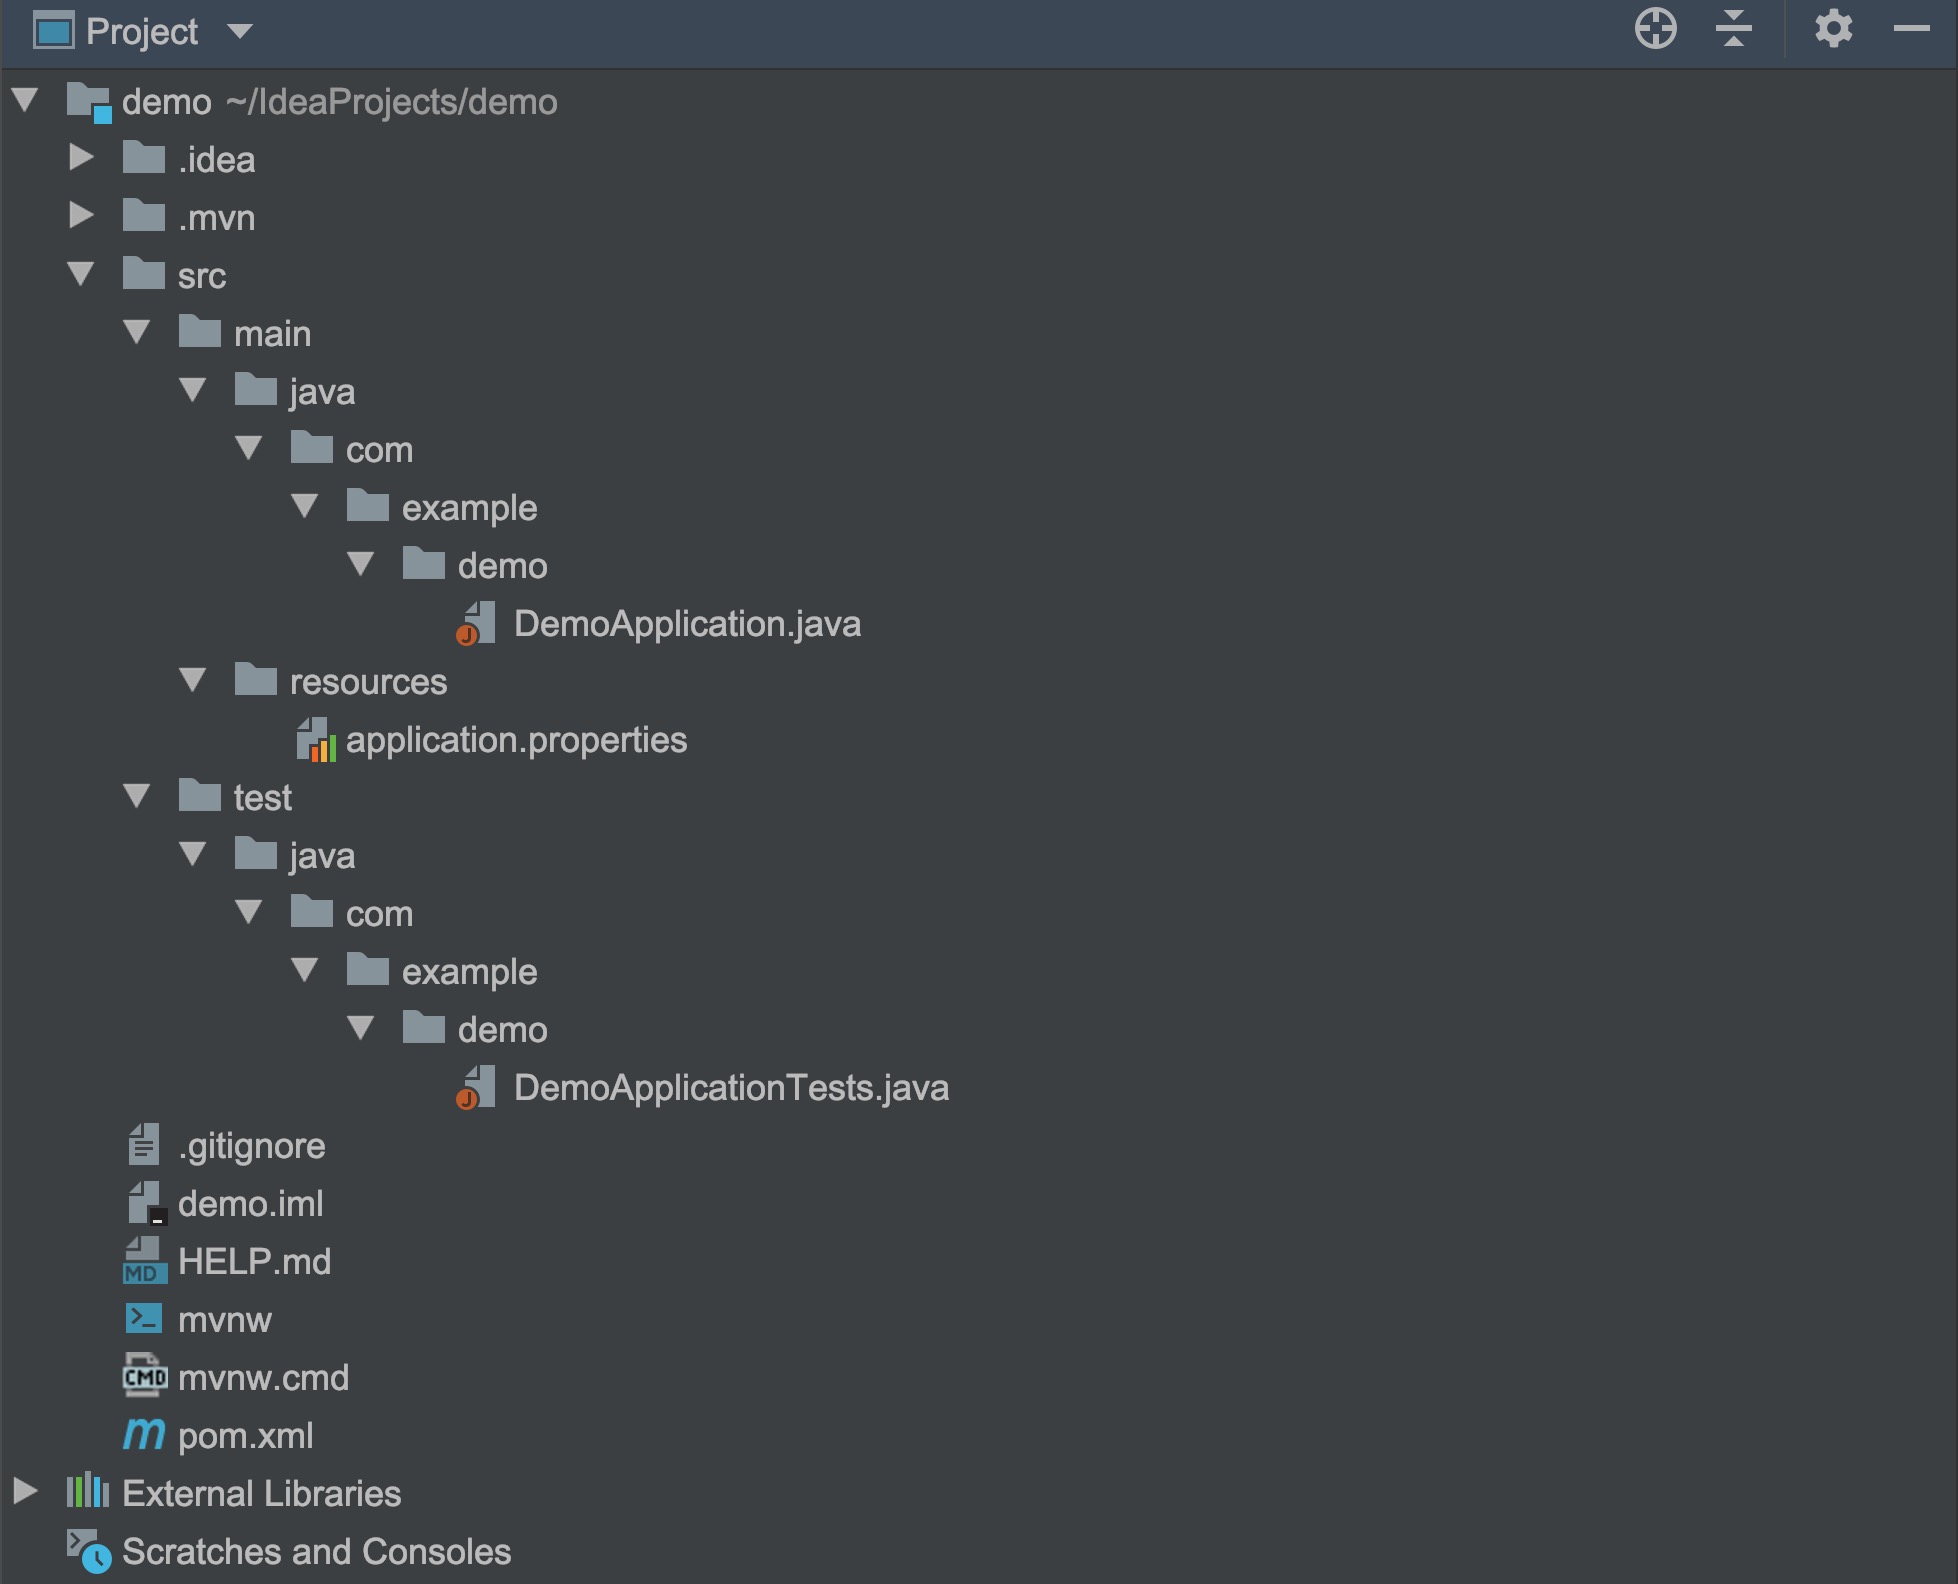 Project
demo ~/IdeaProjects/demo
.idea
.mvn
src
main
java
com
example
demo
J DemoApplication.java
resources
application.properties
test
java
com
example
demo
J DemoApplicationTests.java
.gitignore
demo.iml
MD HELP.md
mvnw
CMD mvnw.cmd
m pom.xml
External Libraries
Scratches and Consoles